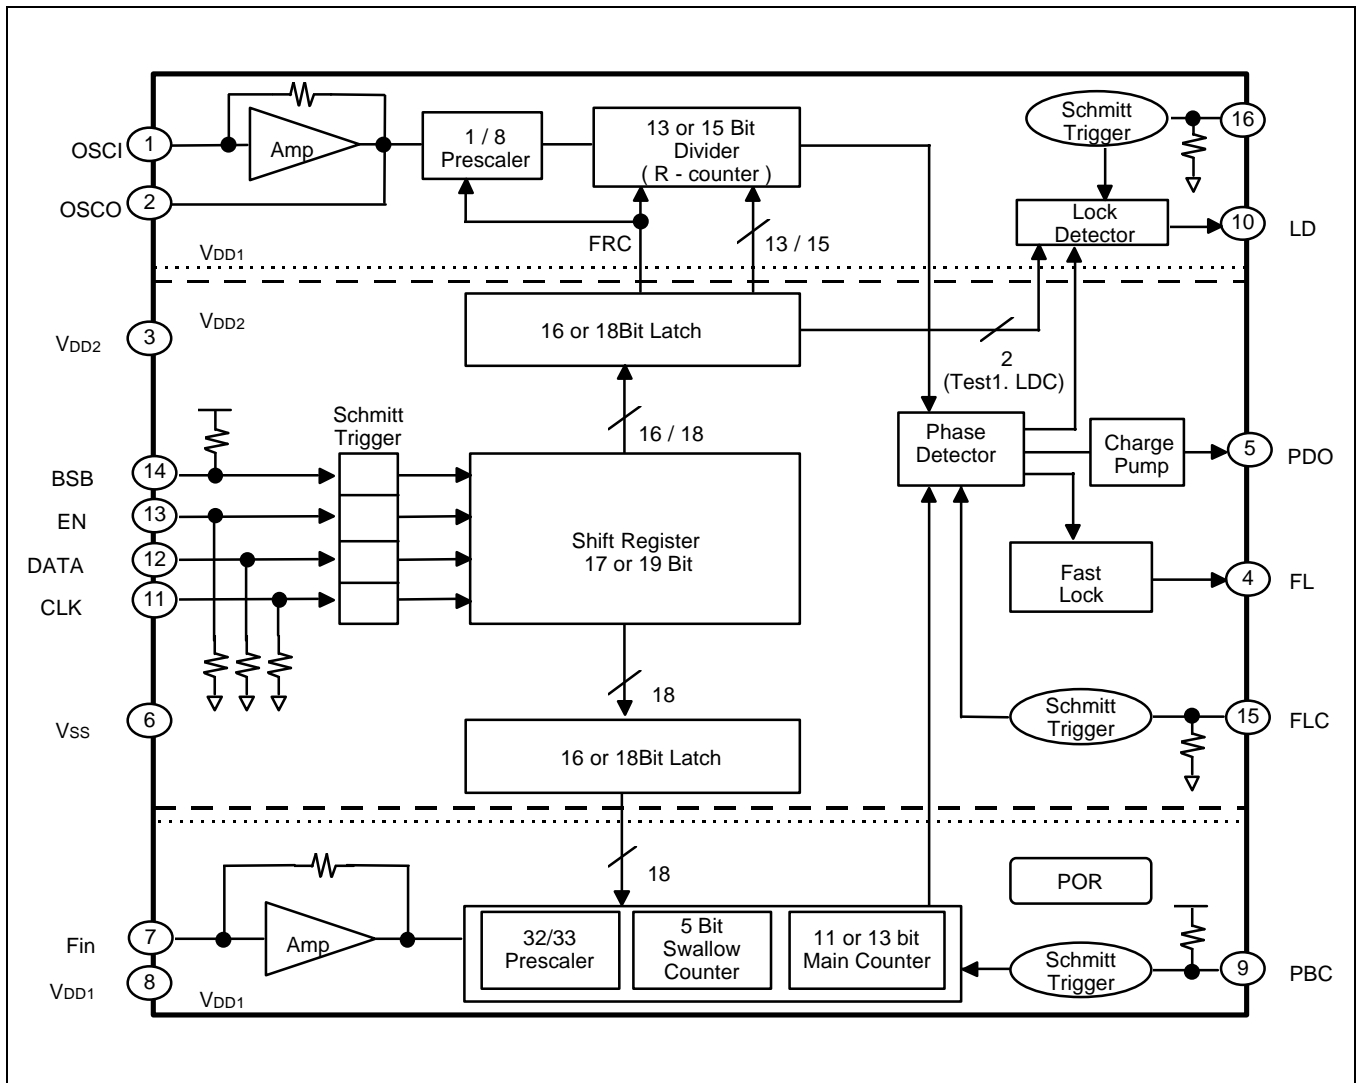 OSCI
1
Amp
1 / 8
Prescaler
13 or 15 Bit
Divider
( R - counter )
Schmitt
Trigger
16
OSCO
2
FRC
13 / 15
Lock
Detector
10
LD
VDD1
VDD2
3
VDD2
16 or 18Bit Latch
2
(Test1. LDC)
Schmitt
Trigger
16 / 18
Phase
Detector
Charge
Pump
5
PDO
BSB
14
EN
13
DATA
12
CLK
11
Shift Register
17 or 19 Bit
Fast
Lock
4
FL
18
Vss
6
16 or 18Bit Latch
Schmitt
Trigger
15
FLC
18
POR
Fin
7
Amp
32/33
Prescaler
5 Bit
Swallow
Counter
11 or 13 bit
Main Counter
Schmitt
Trigger
9
PBC
VDD1
8
VDD1